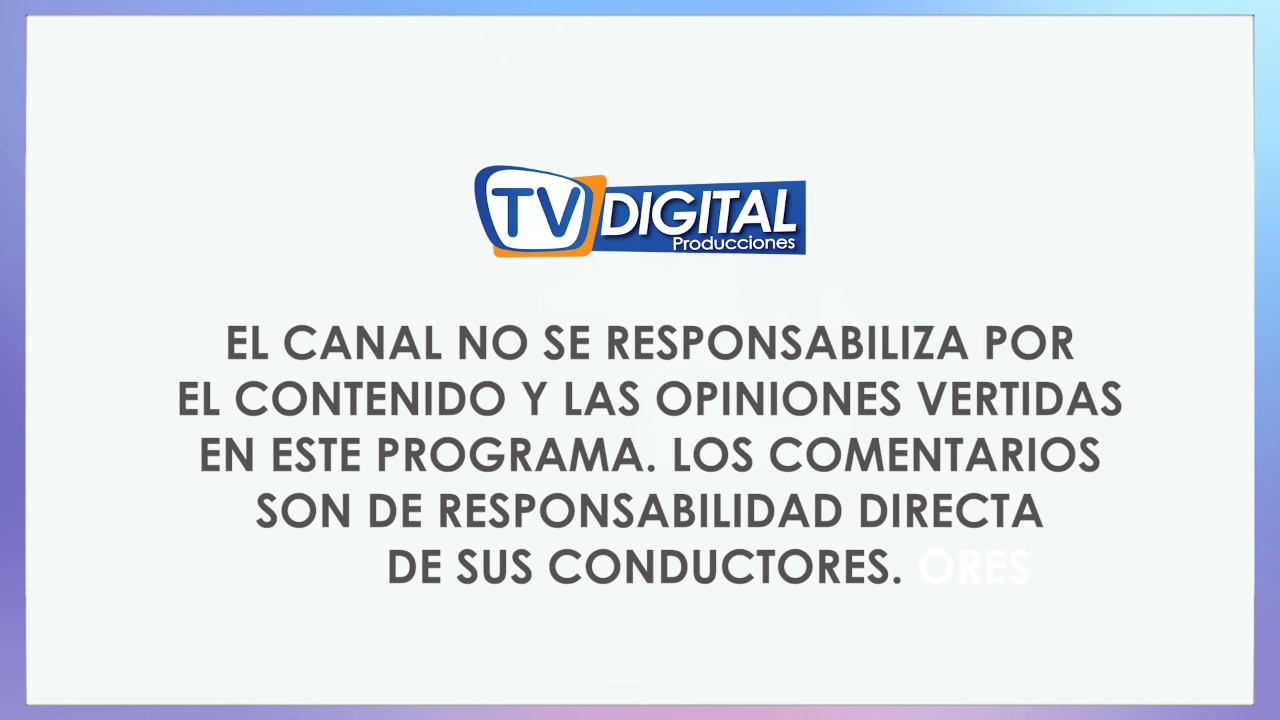 TV DIGITAL
Producciones
EL CANAL NO SE RESPONSABILIZA POR
EL CONTENIDO Y LAS OPINIONES VERTIDAS
EN ESTE PROGRAMA. LOS COMENTARIOS
SON DE RESPONSABILIDAD DIRECTA
DE SUS CONDUCTORES. ORES